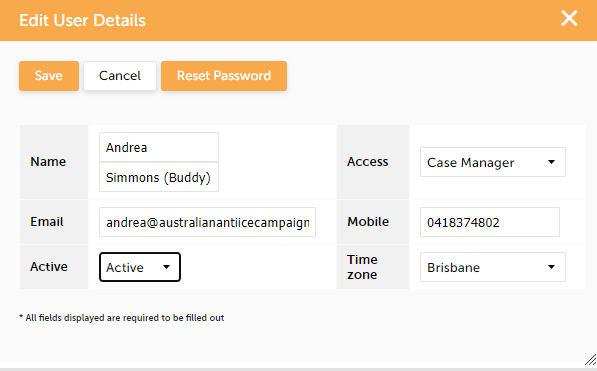 Edit User Details
Save Cancel Reset Password
Name Andrea Access Case Manager
Simmons (Buddy)
Email andrea@australianantiicecampaign Mobile 0418374802
Active Active Time zone Brisbane
* All fields displayed are required to be filled out